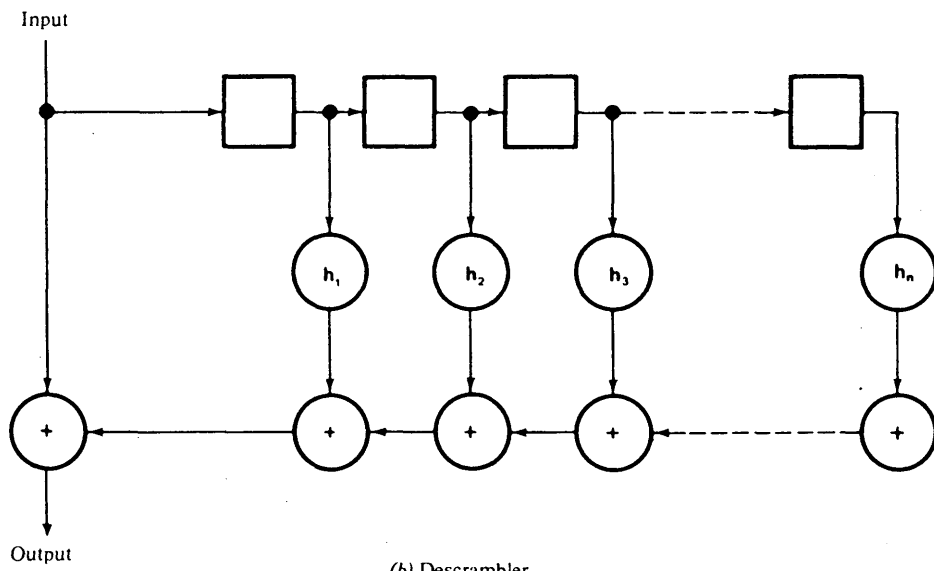 Input
h₁ h₂ h₃ hₙ
+ + + + +
Output
(b) Descrambler